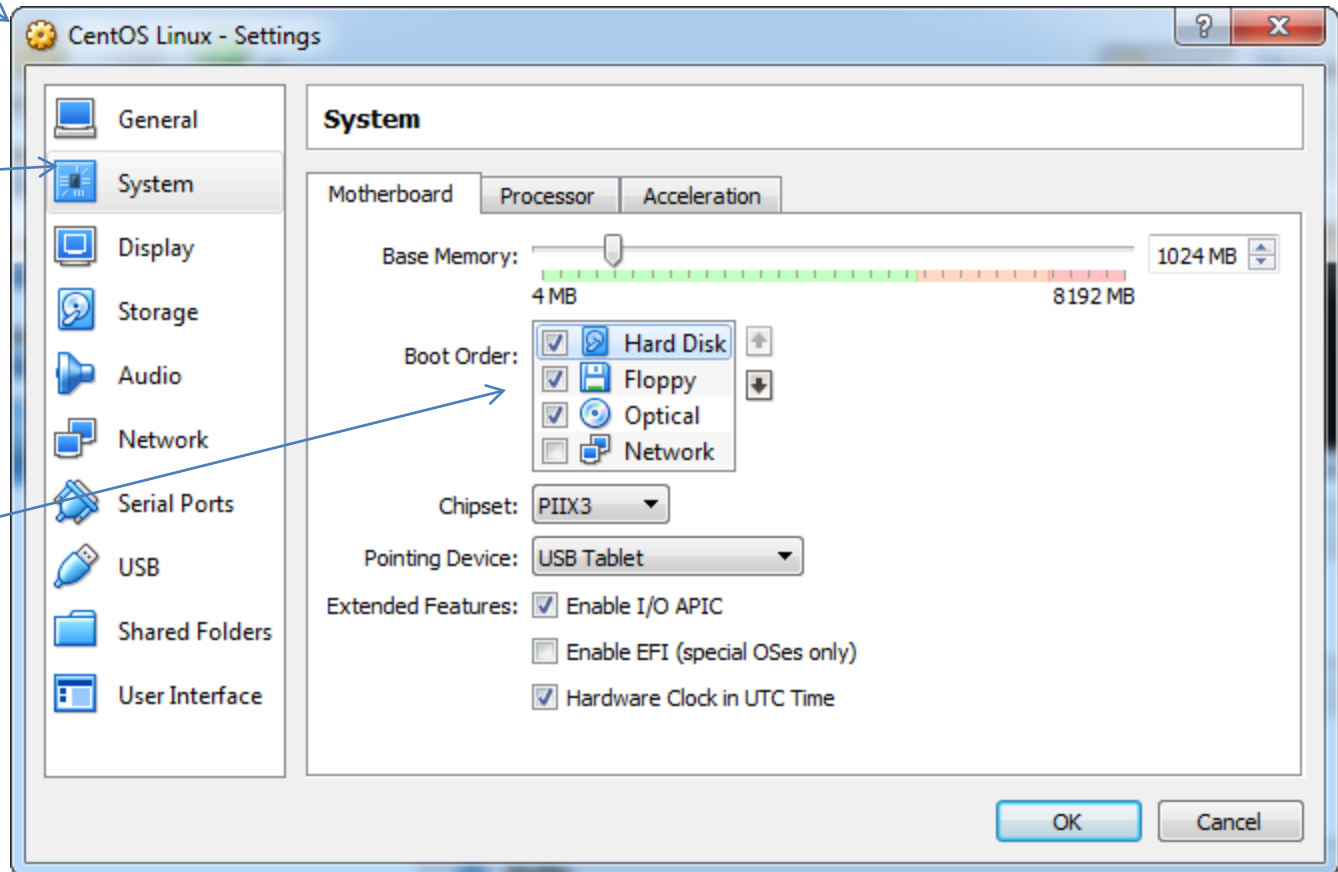 CentOS Linux - Settings
General
System
Display
Storage
Audio
Network
Serial Ports
USB
Shared Folders
User Interface
System
Motherboard Processor Acceleration
Base Memory: 1024 MB
4 MB 8192 MB
Boot Order: Hard Disk
Floppy
Optical
Network
Chipset: PIIX3
Pointing Device: USB Tablet
Extended Features: Enable I/O APIC
Enable EFI (special OSes only)
Hardware Clock in UTC Time
OK Cancel